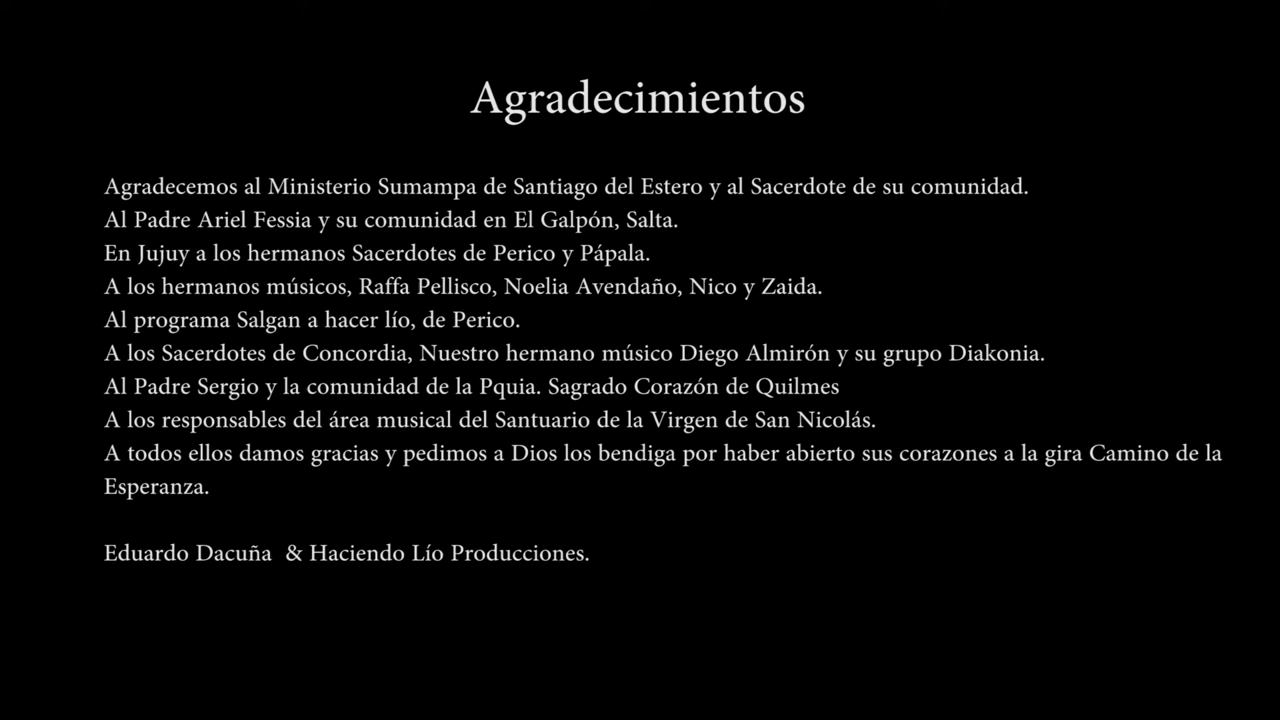 Agradecimientos
Agradecemos al Ministerio Sumampa de Santiago del Estero y al Sacerdote de su comunidad.
Al Padre Ariel Fessia y su comunidad en El Galpón, Salta.
En Jujuy a los hermanos Sacerdotes de Perico y Pápala.
A los hermanos músicos, Raffa Pellisco, Noelia Avendaño, Nico y Zaida.
Al programa Salgan a hacer lío, de Perico.
A los Sacerdotes de Concordia, Nuestro hermano músico Diego Almirón y su grupo Diakonia.
Al Padre Sergio y la comunidad de la Pquia. Sagrado Corazón de Quilmes
A los responsables del área musical del Santuario de la Virgen de San Nicolás.
A todos ellos damos gracias y pedimos a Dios los bendiga por haber abierto sus corazones a la gira Camino de la
Esperanza.
Eduardo Dacuña  & Haciendo Lío Producciones.